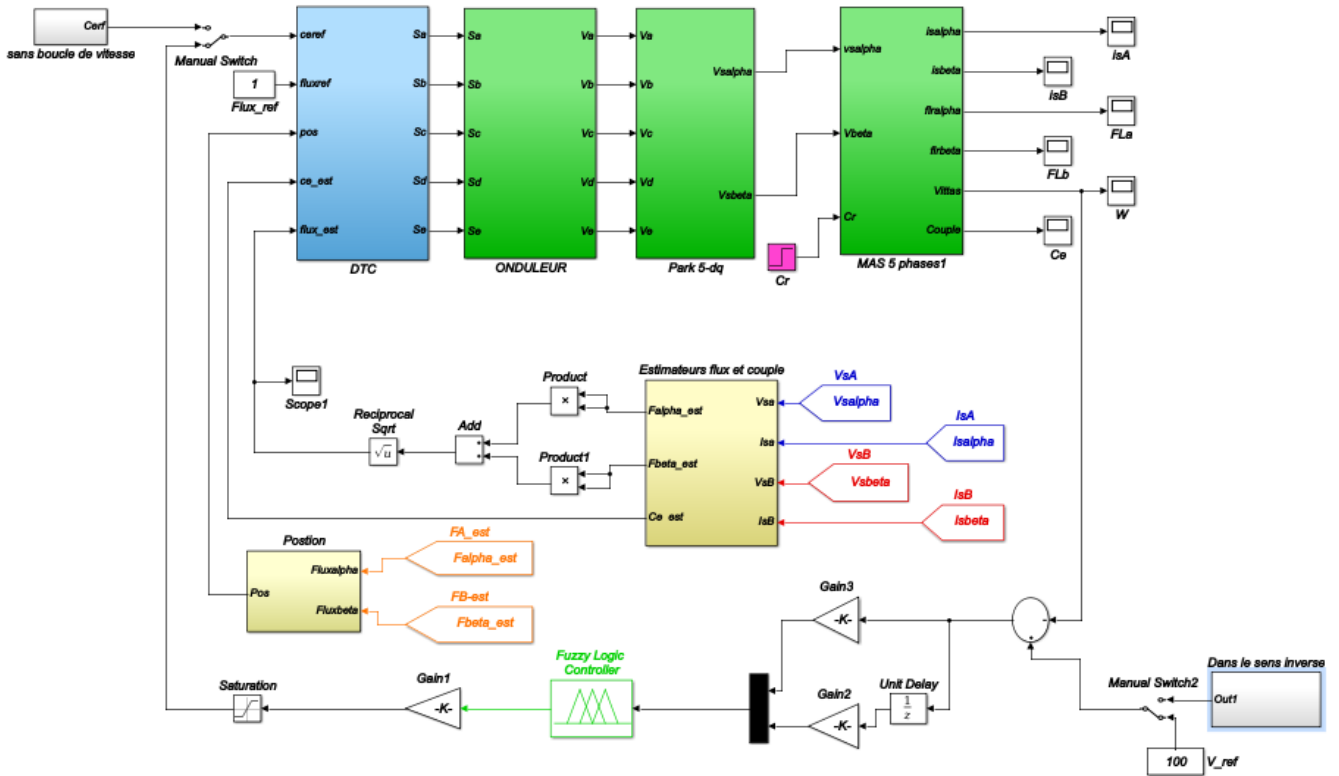 Cerf
sans boucle de vitesse
Manual Switch
1
Flux_ref
ceref
fluxref
pos
ce_est
flux_est
Sa
Sb
Sc
Sd
Se
DTC
Sa
Sb
Sc
Sd
Se
Va
Vb
Vc
Vd
Ve
ONDULEUR
Va
Vb
Vc
Vd
Ve
Vsalpha
Vsbeta
Park 5-dq
Cr
vsalpha
Vbeta
Cr
isalpha
isbeta
flralpha
flrbeta
Vittas
Couple
MAS 5 phases1
isA
isB
FLa
FLb
W
Ce
Scope1
Reciprocal
Sqrt
√u
Add
+
+
Product
×
Product1
×
Estimateurs flux et couple
Falpha_est
Fbeta_est
Ce_est
Vsa
Isa
VsB
IsB
VsA
Vsalpha
IsA
Isalpha
VsB
Vsbeta
IsB
Isbeta
Postion
Pos
Fluxalpha
Fluxbeta
FA_est
Falpha_est
FB-est
Fbeta_est
Saturation
Gain1
-K-
Fuzzy Logic
Controller
Gain3
-K-
Gain2
-K-
Unit Delay
1
z
-
+
Manual Switch2
Dans le sens inverse
Out1
100
V_ref